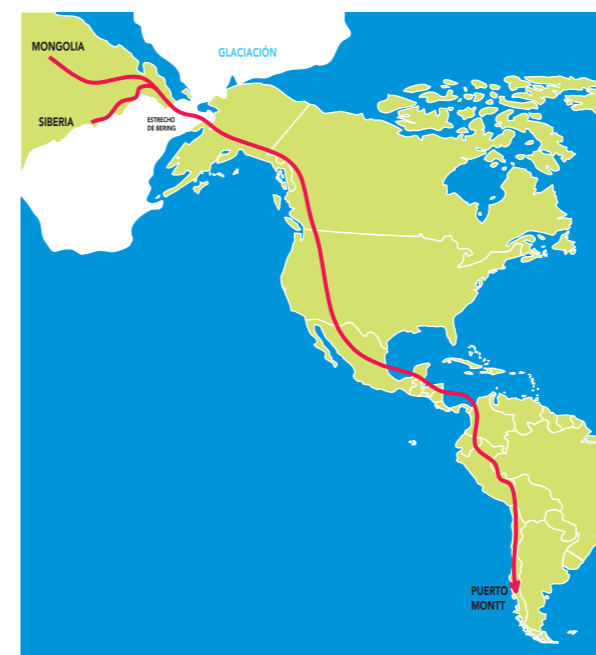 MONGOLIA
GLACIACIÓN
SIBERIA
ESTRECHO
DE BERING
PUERTO
MONTT